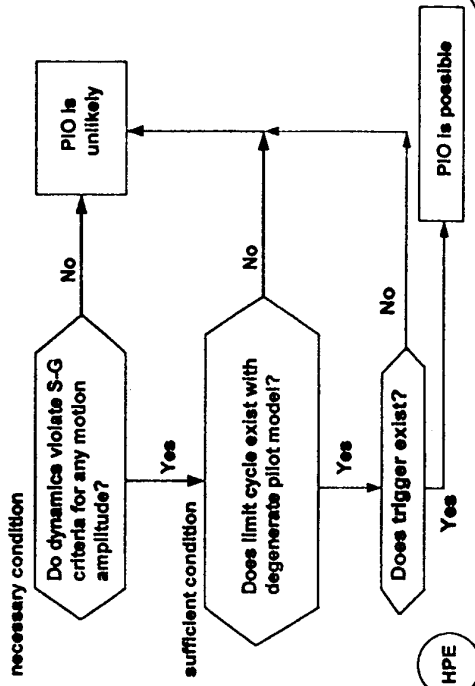 necessary condition
Do dynamics violate S-G
criteria for any motion
amplitude?
No
PIO is
unlikely
Yes
sufficient condition
Does limit cycle exist with
degenerate pilot model?
No
Yes
Does trigger exist?
No
Yes
PIO is possible
HPE